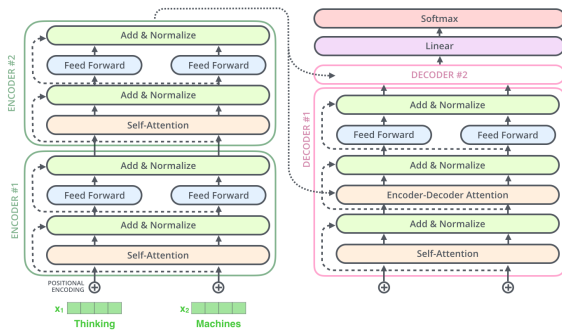 ENCODER #2
Add & Normalize
Feed Forward Feed Forward
Add & Normalize
Self-Attention
ENCODER #1
Add & Normalize
Feed Forward Feed Forward
Add & Normalize
Self-Attention
POSITIONAL
ENCODING
x₁ x₂
Thinking Machines
Softmax
Linear
DECODER #2
DECODER #1
Add & Normalize
Feed Forward Feed Forward
Add & Normalize
Encoder-Decoder Attention
Add & Normalize
Self-Attention